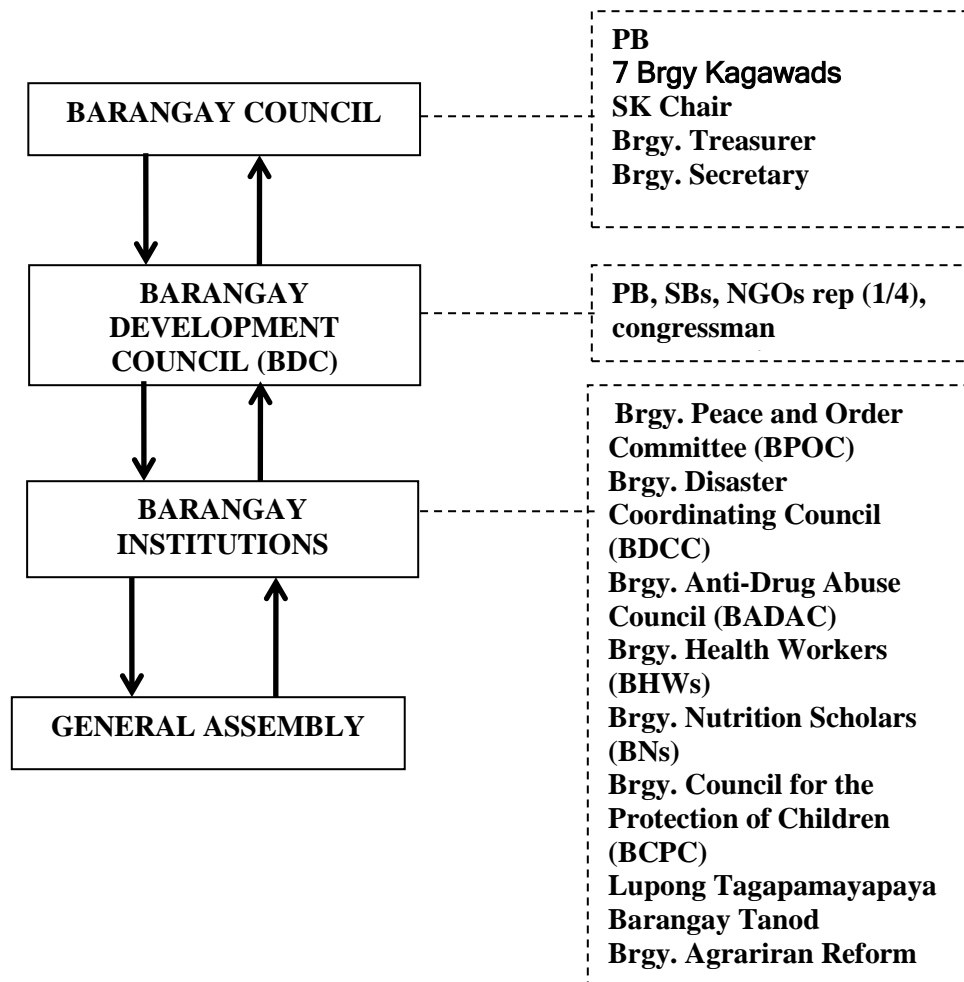 BARANGAY COUNCIL
PB
7 Brgy Kagawads
SK Chair
Brgy. Treasurer
Brgy. Secretary
BARANGAY
DEVELOPMENT
COUNCIL (BDC)
PB, SBs, NGOs rep (1/4),
congressman
BARANGAY
INSTITUTIONS
Brgy. Peace and Order
Committee (BPOC)
Brgy. Disaster
Coordinating Council
(BDCC)
Brgy. Anti-Drug Abuse
Council (BADAC)
Brgy. Health Workers
(BHWs)
Brgy. Nutrition Scholars
(BNs)
Brgy. Council for the
Protection of Children
(BCPC)
Lupong Tagapamayapaya
Barangay Tanod
Brgy. Agrariran Reform
GENERAL ASSEMBLY